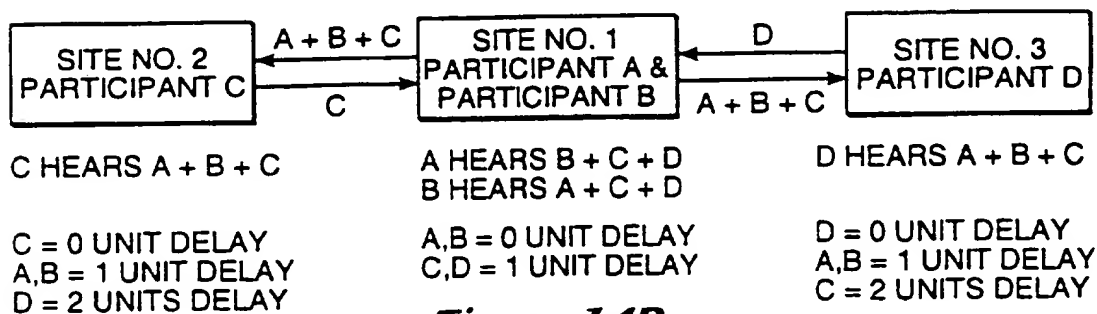 SITE NO. 2
PARTICIPANT C
A + B + C
C
SITE NO. 1
PARTICIPANT A &
PARTICIPANT B
D
A + B + C
SITE NO. 3
PARTICIPANT D
C HEARS A + B + C
C = 0 UNIT DELAY
A,B = 1 UNIT DELAY
D = 2 UNITS DELAY
A HEARS B + C + D
B HEARS A + C + D
A,B = 0 UNIT DELAY
C,D = 1 UNIT DELAY
D HEARS A + B + C
D = 0 UNIT DELAY
A,B = 1 UNIT DELAY
C = 2 UNITS DELAY